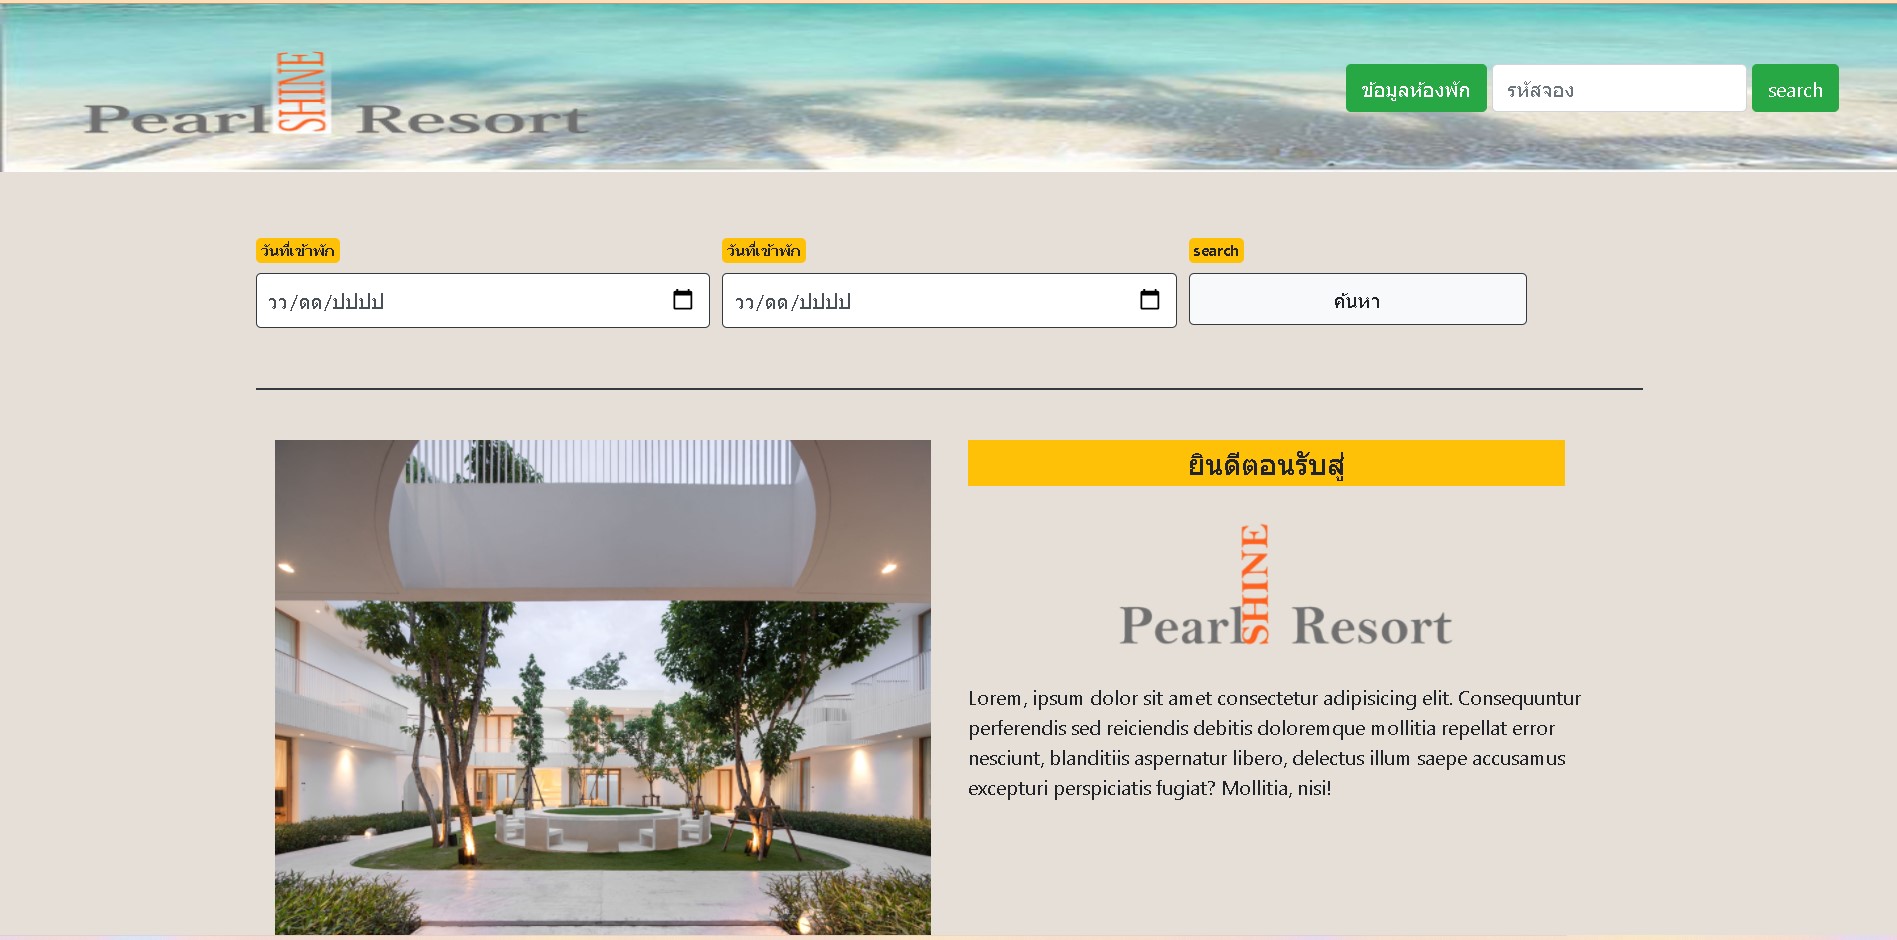 Pearl SHINE Resort
ข้อมูลห้องพัก
รหัสจอง
search
วันที่เข้าพัก
วันที่เข้าพัก
search
วว/ดด/ปปปป
วว/ดด/ปปปป
ค้นหา
ยินดีตอนรับสู่
Pearl SHINE Resort
Lorem, ipsum dolor sit amet consectetur adipisicing elit. Consequuntur
perferendis sed reiciendis debitis doloremque mollitia repellat error
nesciunt, blanditiis aspernatur libero, delectus illum saepe accusamus
excepturi perspiciatis fugiat? Mollitia, nisi!